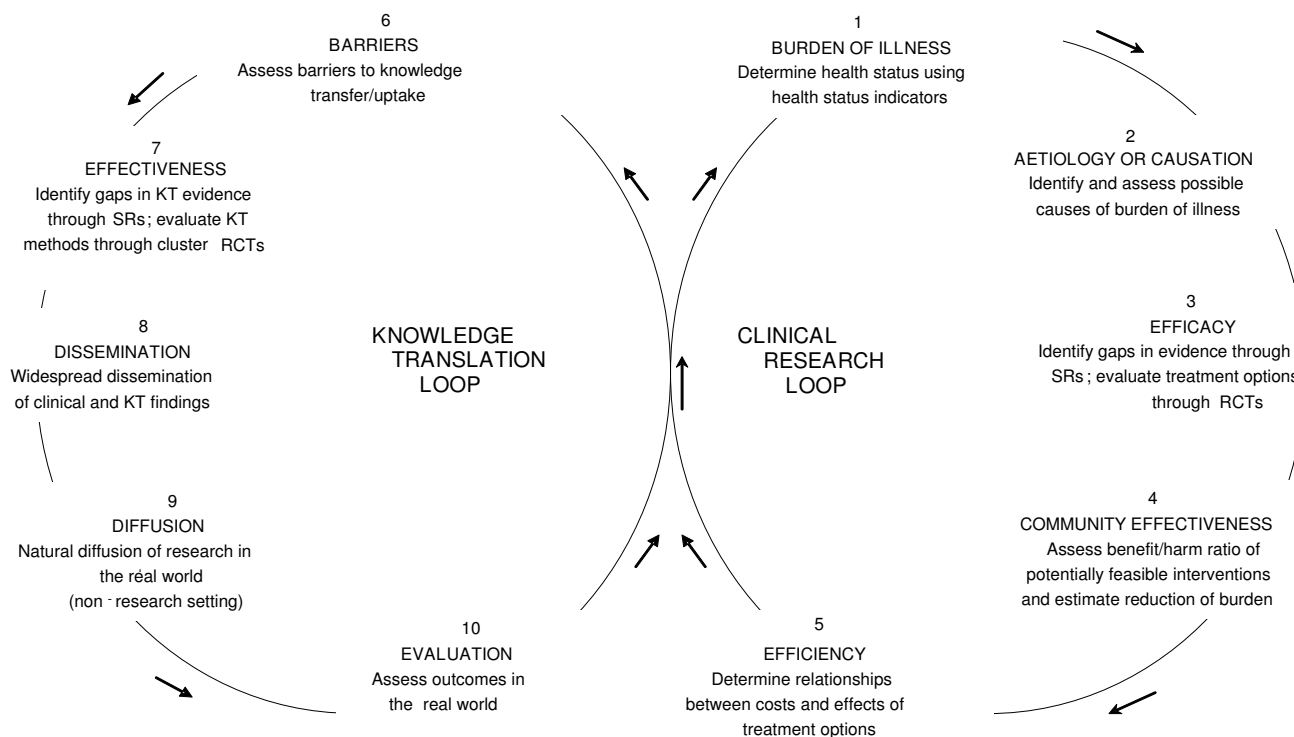 6
BARRIERS
Assess barriers to knowledge
transfer/uptake
1
BURDEN OF ILLNESS
Determine health status using
health status indicators
7
EFFECTIVENESS
Identify gaps in KT evidence
through SRs; evaluate KT
methods through cluster RCTs
2
AETIOLOGY OR CAUSATION
Identify and assess possible
causes of burden of illness
8
DISSEMINATION
Widespread dissemination
of clinical and KT findings
KNOWLEDGE
TRANSLATION
LOOP
CLINICAL
RESEARCH
LOOP
3
EFFICACY
Identify gaps in evidence through
SRs; evaluate treatment options
through RCTs
9
DIFFUSION
Natural diffusion of research in
the real world
(non-research setting)
4
COMMUNITY EFFECTIVENESS
Assess benefit/harm ratio of
potentially feasible interventions
and estimate reduction of burden
10
EVALUATION
Assess outcomes in
the real world
5
EFFICIENCY
Determine relationships
between costs and effects of
treatment options